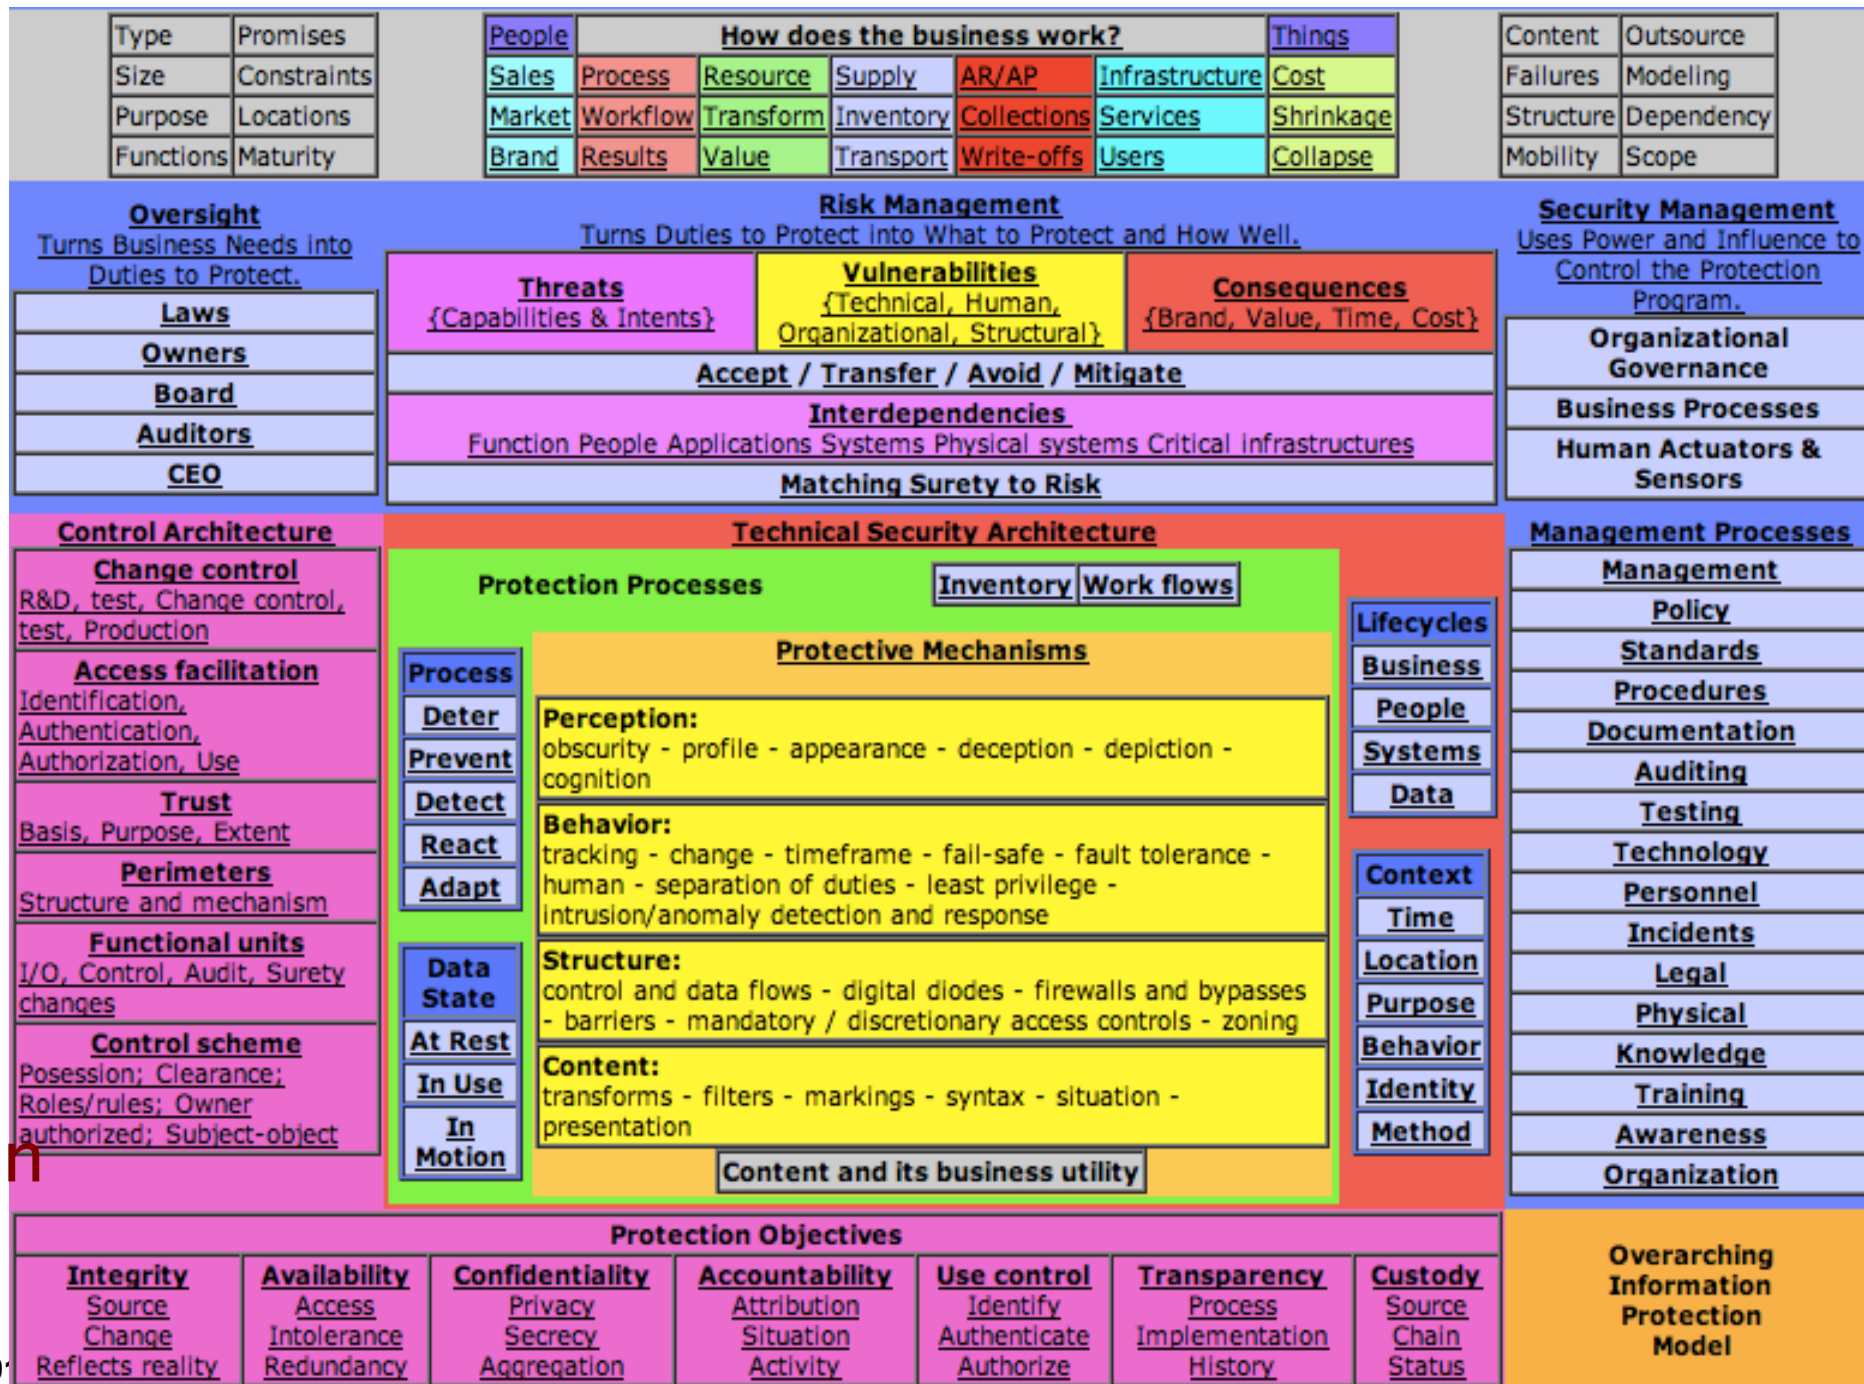 Type Promises
Size Constraints
Purpose Locations
Functions Maturity
People How does the business work? Things
Sales Process Resource Supply AR/AP Infrastructure Cost
Market Workflow Transform Inventory Collections Services Shrinkage
Brand Results Value Transport Write-offs Users Collapse
Content Outsource
Failures Modeling
Structure Dependency
Mobility Scope
Oversight
Turns Business Needs into
Duties to Protect.
Laws
Owners
Board
Auditors
CEO
Risk Management
Turns Duties to Protect into What to Protect and How Well.
Threats
{Capabilities & Intents}
Vulnerabilities
{Technical, Human,
Organizational, Structural}
Consequences
{Brand, Value, Time, Cost}
Accept / Transfer / Avoid / Mitigate
Interdependencies
Function People Applications Systems Physical systems Critical infrastructures
Matching Surety to Risk
Security Management
Uses Power and Influence to
Control the Protection
Program.
Organizational
Governance
Business Processes
Human Actuators &
Sensors
Control Architecture
Change control
R&D, test, Change control,
test, Production
Access facilitation
Identification,
Authentication,
Authorization, Use
Trust
Basis, Purpose, Extent
Perimeters
Structure and mechanism
Functional units
I/O, Control, Audit, Surety
changes
Control scheme
Posession; Clearance;
Roles/rules; Owner
authorized; Subject-object
n
Technical Security Architecture
Protection Processes
Inventory Work flows
Process
Deter
Prevent
Detect
React
Adapt
Data
State
At Rest
In Use
In
Motion
Protective Mechanisms
Perception:
obscurity - profile - appearance - deception - depiction -
cognition
Behavior:
tracking - change - timeframe - fail-safe - fault tolerance -
human - separation of duties - least privilege -
intrusion/anomaly detection and response
Structure:
control and data flows - digital diodes - firewalls and bypasses
- barriers - mandatory / discretionary access controls - zoning
Content:
transforms - filters - markings - syntax - situation -
presentation
Content and its business utility
Lifecycles
Business
People
Systems
Data
Context
Time
Location
Purpose
Behavior
Identity
Method
Management Processes
Management
Policy
Standards
Procedures
Documentation
Auditing
Testing
Technology
Personnel
Incidents
Legal
Physical
Knowledge
Training
Awareness
Organization
Protection Objectives
Integrity
Source
Change
Reflects reality
Availability
Access
Intolerance
Redundancy
Confidentiality
Privacy
Secrecy
Aggregation
Accountability
Attribution
Situation
Activity
Use control
Identify
Authenticate
Authorize
Transparency
Process
Implementation
History
Custody
Source
Chain
Status
Overarching
Information
Protection
Model